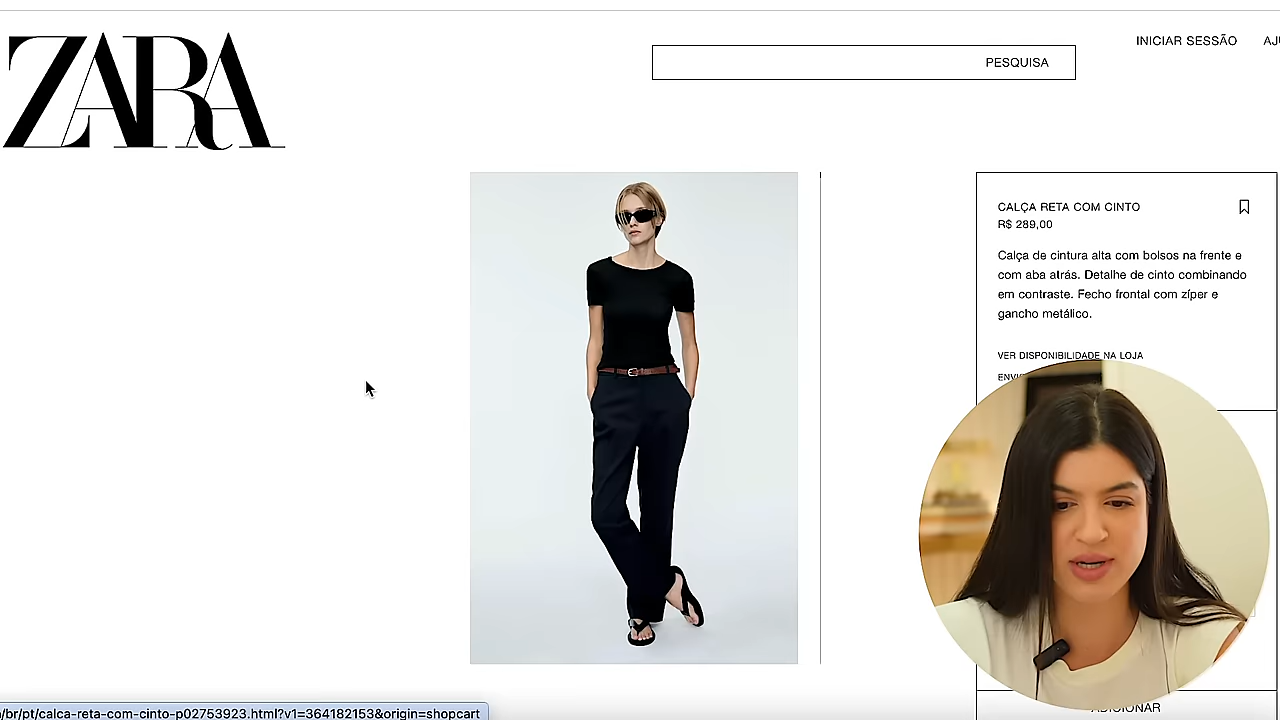 ZARA
PESQUISA
INICIAR SESSÃO
CALÇA RETA COM CINTO
R$ 289,00
Calça de cintura alta com bolsos na frente e
com aba atrás. Detalhe de cinto combinando
em contraste. Fecho frontal com zíper e
gancho metálico.
VER DISPONIBILIDADE NA LOJA
ADICIONAR
/br/pt/calca-reta-com-cinto-p02753923.html?v1=364182153&origin=shopcart